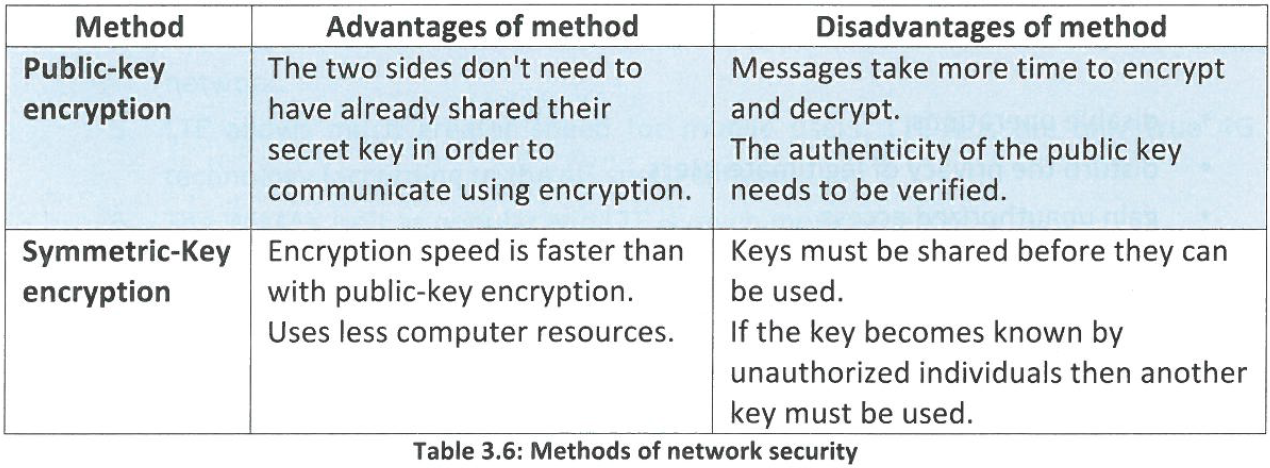 Method Advantages of method Disadvantages of method
Public-key encryption
The two sides don't need to
have already shared their
secret key in order to
communicate using encryption.
Messages take more time to encrypt
and decrypt.
The authenticity of the public key
needs to be verified.
Symmetric-Key encryption
Encryption speed is faster than
with public-key encryption.
Uses less computer resources.
Keys must be shared before they can
be used.
If the key becomes known by
unauthorized individuals then another
key must be used.
Table 3.6: Methods of network security